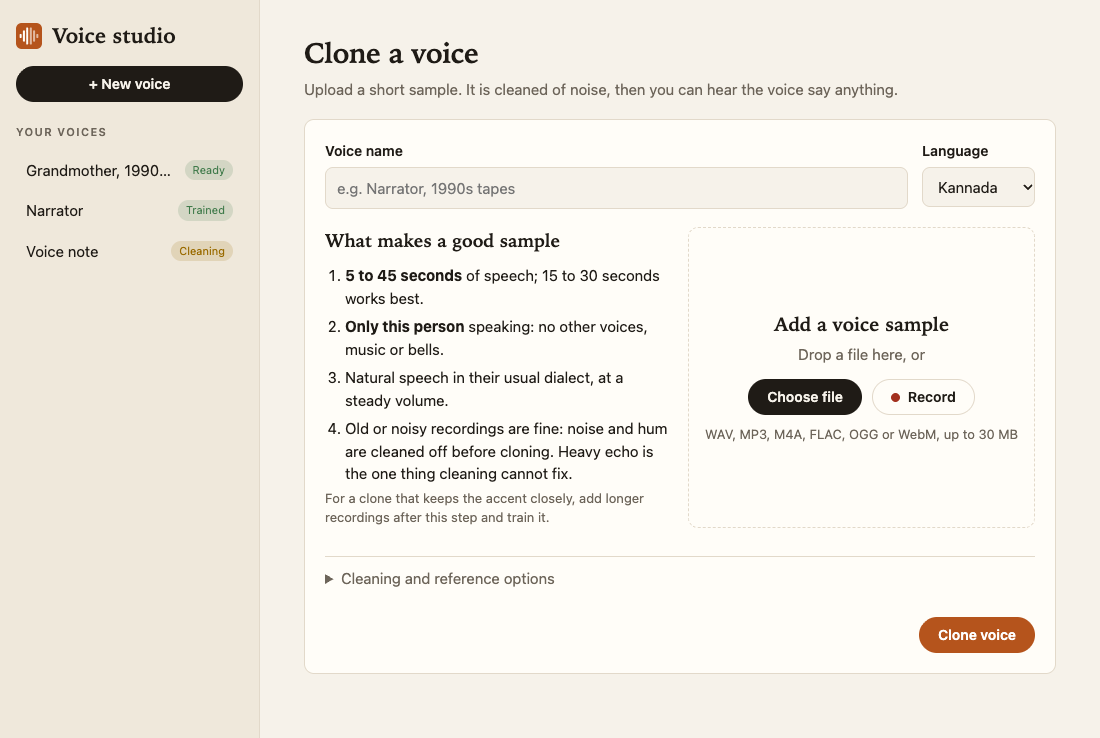 Voice studio
+ New voice
YOUR VOICES
Grandmother, 1990... Ready
Narrator Trained
Voice note Cleaning
Clone a voice
Upload a short sample. It is cleaned of noise, then you can hear the voice say anything.
Voice name
e.g. Narrator, 1990s tapes
Language
Kannada
What makes a good sample
1. 5 to 45 seconds of speech; 15 to 30 seconds
works best.
2. Only this person speaking: no other voices,
music or bells.
3. Natural speech in their usual dialect, at a
steady volume.
4. Old or noisy recordings are fine: noise and hum
are cleaned off before cloning. Heavy echo is
the one thing cleaning cannot fix.
For a clone that keeps the accent closely, add longer
recordings after this step and train it.
Add a voice sample
Drop a file here, or
Choose file
Record
WAV, MP3, M4A, FLAC, OGG or WebM, up to 30 MB
Cleaning and reference options
Clone voice